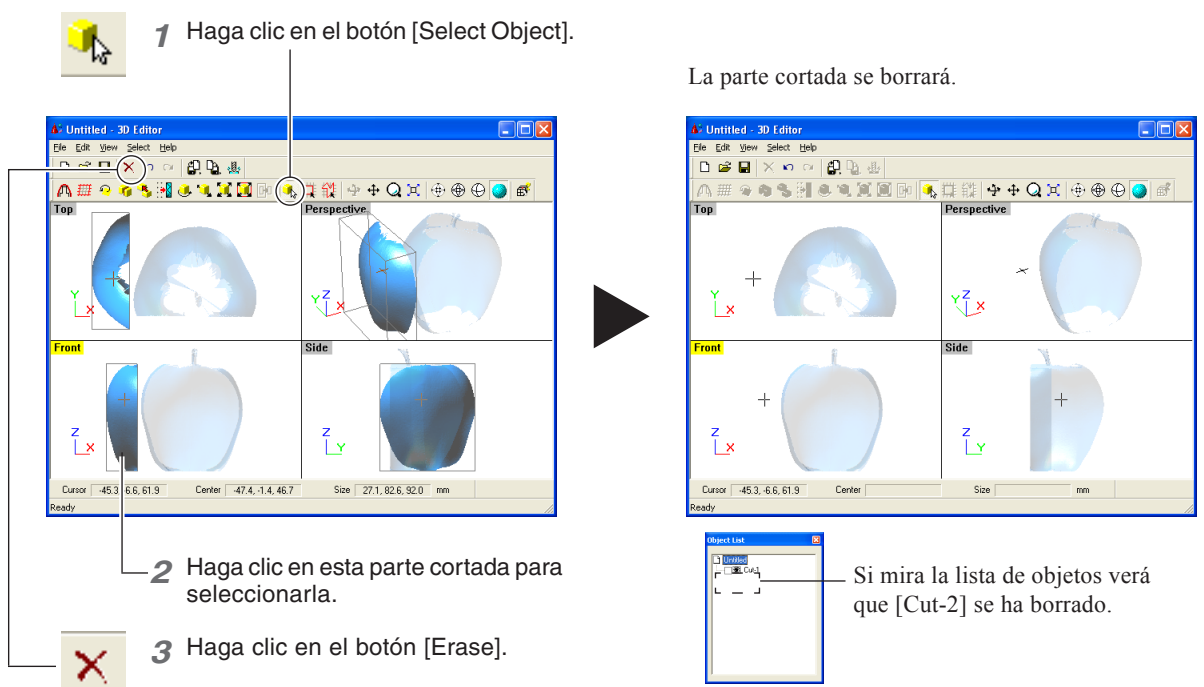 1 Haga clic en el botón [Select Object].
Untitled - 3D Editor
File Edit View Select Help
Top
Perspective
Y
X
Y Z X
Front
Side
Z
X
Z
Y
Cursor -45.3, -6.6, 61.9 Center -47.4, -1.4, 46.7 Size 27.1, 82.6, 92.0 mm
Ready
2 Haga clic en esta parte cortada para
seleccionarla.
3 Haga clic en el botón [Erase].
La parte cortada se borrará.
Untitled - 3D Editor
File Edit View Select Help
Top
Perspective
Y
X
Y Z X
Front
Side
Z
X
Z
Y
Cursor -45.3, -6.6, 61.9 Center Size mm
Ready
Object List
Untitled
Cut-1
Si mira la lista de objetos verá
que [Cut-2] se ha borrado.